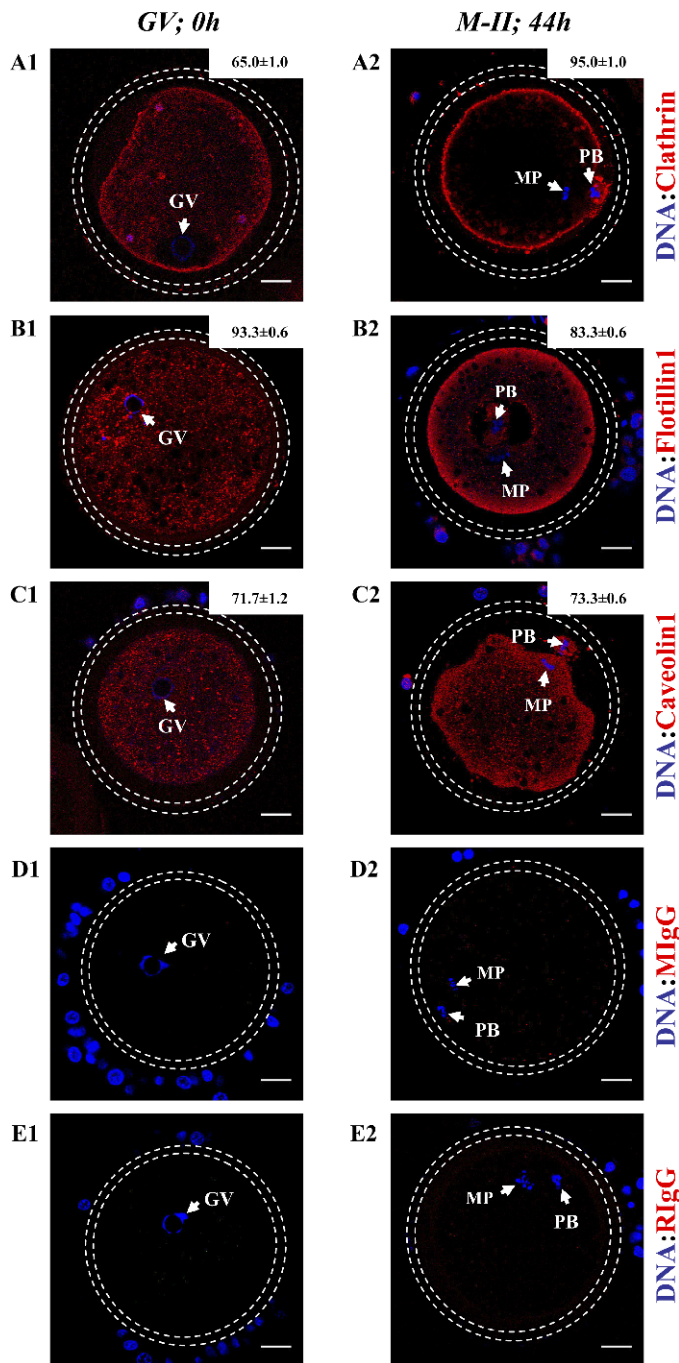 GV; 0h
M-II; 44h
A1
65.0±1.0
GV
A2
95.0±1.0
PB
MP
DNA:Clathrin
B1
93.3±0.6
GV
B2
83.3±0.6
PB
MP
DNA:Flotillin1
C1
71.7±1.2
GV
C2
73.3±0.6
PB
MP
DNA:Caveolin1
D1
GV
D2
MP
PB
DNA:MIgG
E1
GV
E2
MP
PB
DNA:RIgG